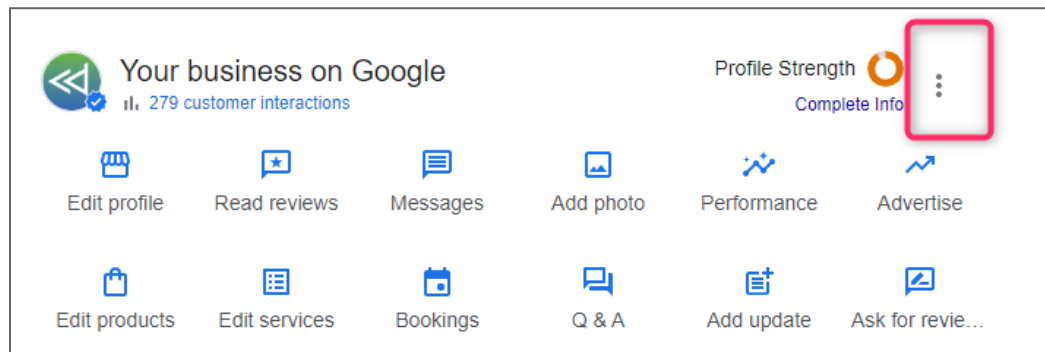 Your business on Google
Profile Strength
279 customer interactions
Complete Info
Edit profile Read reviews Messages Add photo Performance Advertise
Edit products Edit services Bookings Q & A Add update Ask for revie...